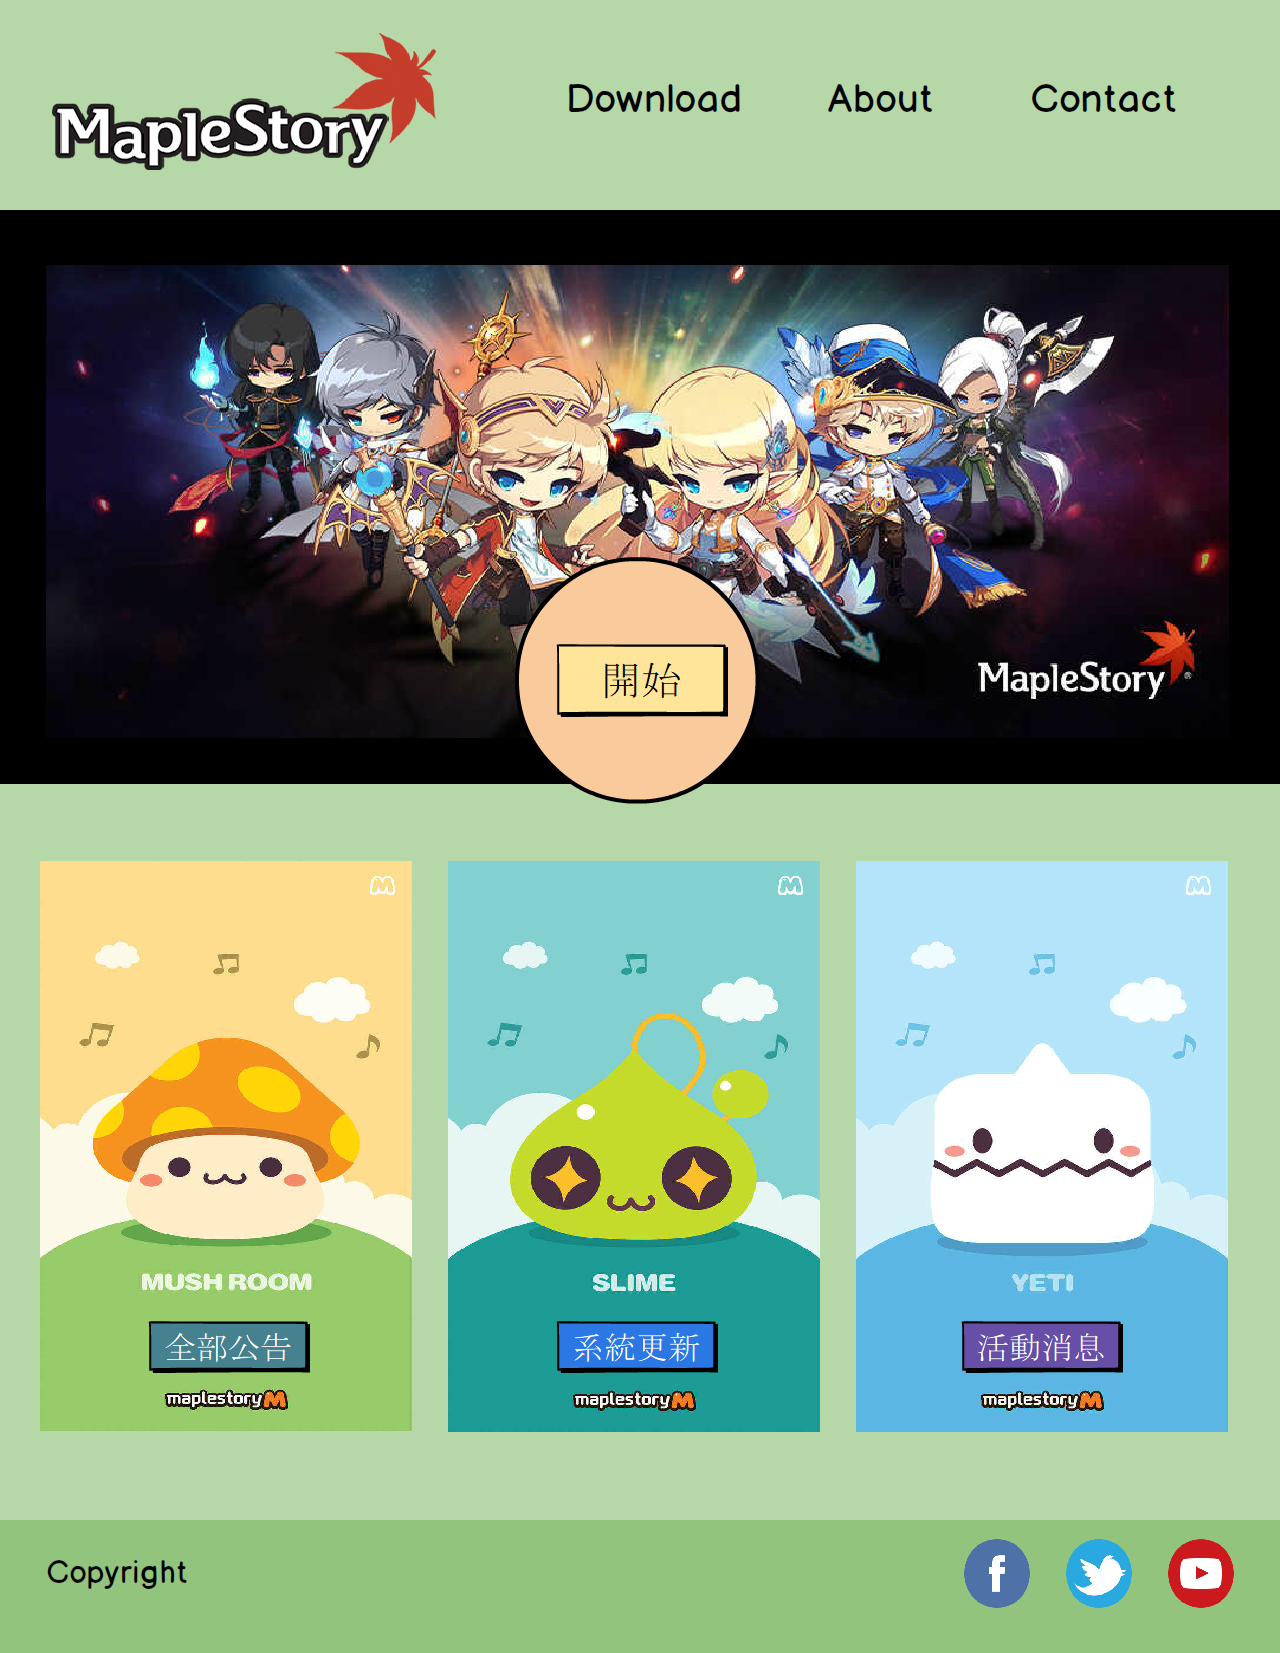 MapleStory
Download
About
Contact
MapleStory
開始
M
M
M
MUSH ROOM
SLIME
YETI
全部公告
系統更新
活動消息
maplestory M
maplestory M
maplestory M
Copyright
f